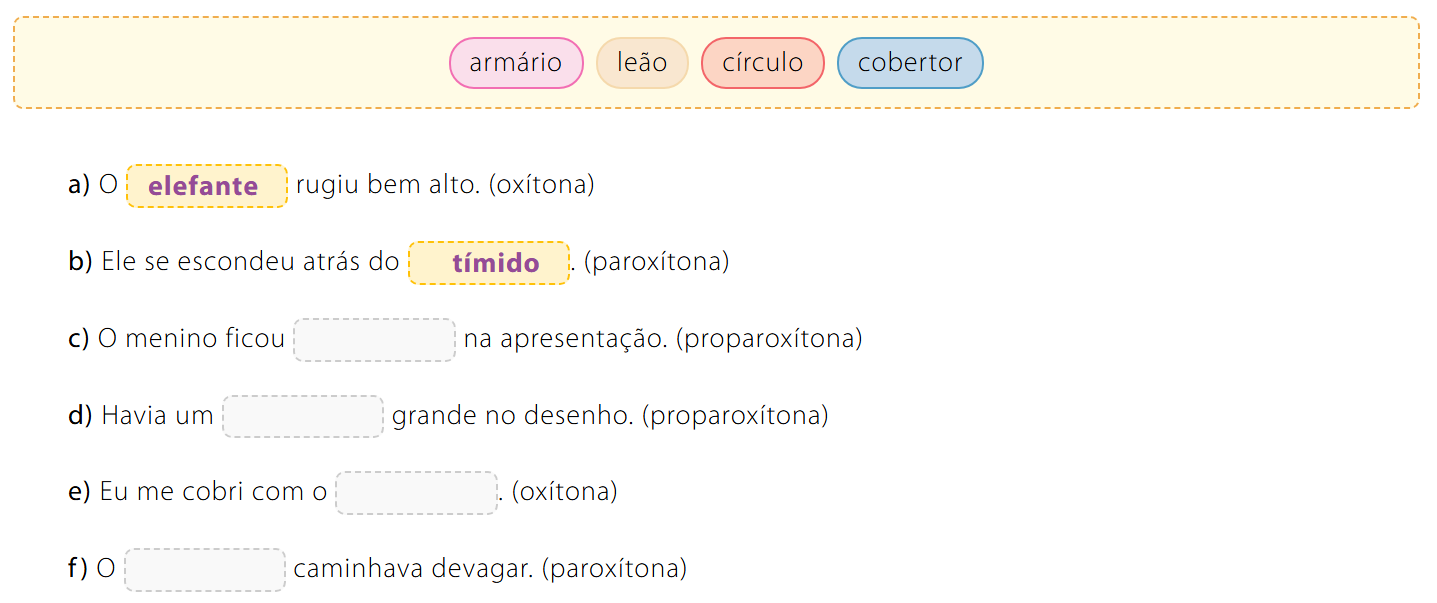 armário leão círculo cobertor
a) O elefante rugiu bem alto. (oxítona)
b) Ele se escondeu atrás do tímido. (paroxítona)
c) O menino ficou na apresentação. (proparoxítona)
d) Havia um grande no desenho. (proparoxítona)
e) Eu me cobri com o . (oxítona)
f) O caminhava devagar. (paroxítona)